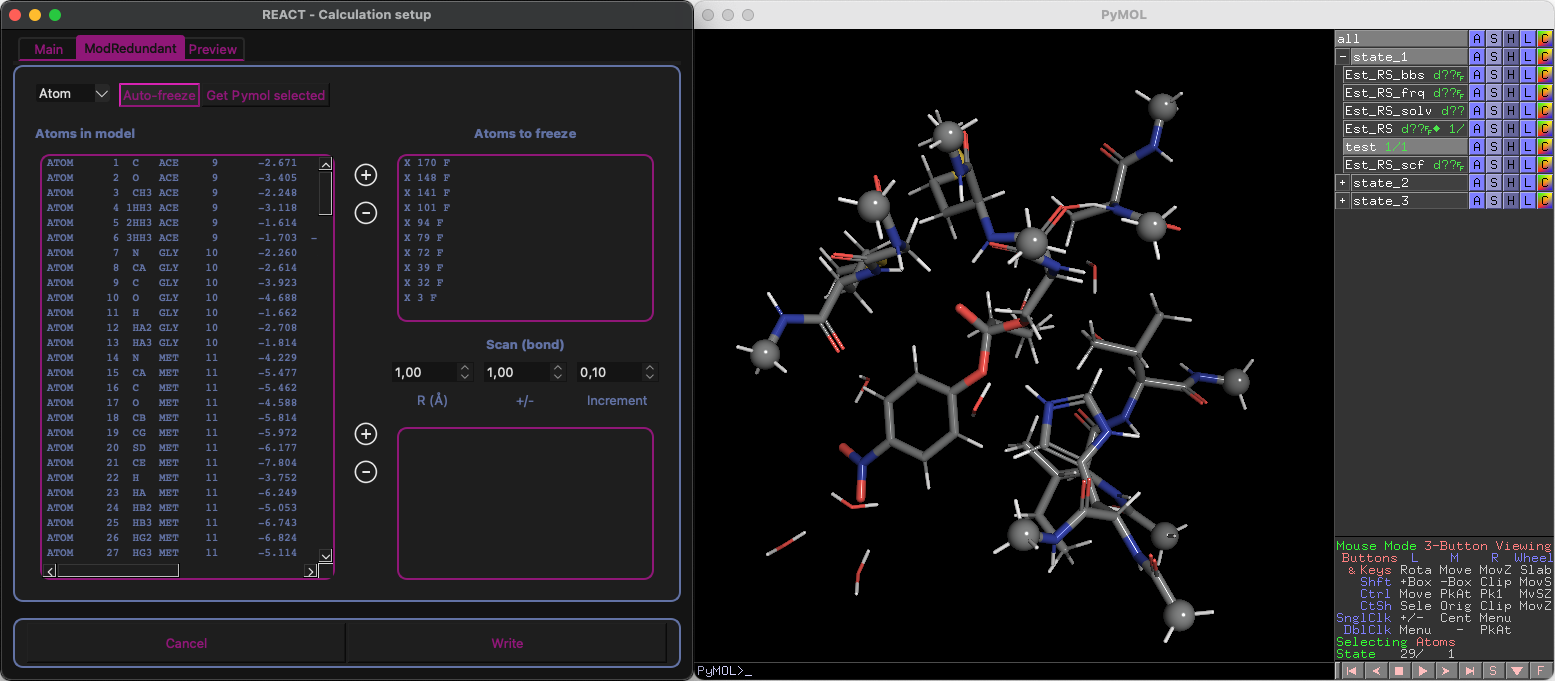 REACT - Calculation setup
Main ModRedundant Preview
Atom Auto-freeze Get Pymol selected
Atoms in model
ATOM 1 C ACE 9 -2.671
ATOM 2 O ACE 9 -3.405
ATOM 3 CH3 ACE 9 -2.248
ATOM 4 1HH3 ACE 9 -3.118
ATOM 5 2HH3 ACE 9 -1.614
ATOM 6 3HH3 ACE 9 -1.703 -
ATOM 7 N GLY 10 -2.260
ATOM 8 CA GLY 10 -2.614
ATOM 9 C GLY 10 -3.923
ATOM 10 O GLY 10 -4.688
ATOM 11 H GLY 10 -1.662
ATOM 12 HA2 GLY 10 -2.708
ATOM 13 HA3 GLY 10 -1.814
ATOM 14 N MET 11 -4.229
ATOM 15 CA MET 11 -5.477
ATOM 16 C MET 11 -5.462
ATOM 17 O MET 11 -4.588
ATOM 18 CB MET 11 -5.814
ATOM 19 CG MET 11 -5.972
ATOM 20 SD MET 11 -6.177
ATOM 21 CE MET 11 -7.804
ATOM 22 H MET 11 -3.752
ATOM 23 HA MET 11 -6.249
ATOM 24 HB2 MET 11 -5.053
ATOM 25 HB3 MET 11 -6.743
ATOM 26 HG2 MET 11 -6.824
ATOM 27 HG3 MET 11 -5.114
Atoms to freeze
X 170 F
X 148 F
X 141 F
X 101 F
X 94 F
X 79 F
X 72 F
X 39 F
X 32 F
X 3 F
Scan (bond)
1,00 1,00 0,10
R (Å) +/- Increment
Cancel Write
PyMOL
all A S H L C
- state_1 A S H L C
Est_RS_bbs d?? A S H L C
Est_RS_frq d?? A S H L C
Est_RS_solv d?? A S H L C
Est_RS d?? 1/ A S H L C
test 1/1 A S H L C
Est_RS_scf d?? A S H L C
+ state_2 A S H L C
+ state_3 A S H L C
Mouse Mode 3-Button Viewing
Buttons L M R Wheel
& Keys Rota Move MovZ Slab
Shft +Box -Box Clip MovS
Ctrl Move PkAt Pk1 MvSZ
CtSh Sele Orig Clip MovZ
SnglClk +/- Cent Menu
DblClk Menu - PkAt
Selecting Atoms
State 29/ 1
S F
PyMOL>_